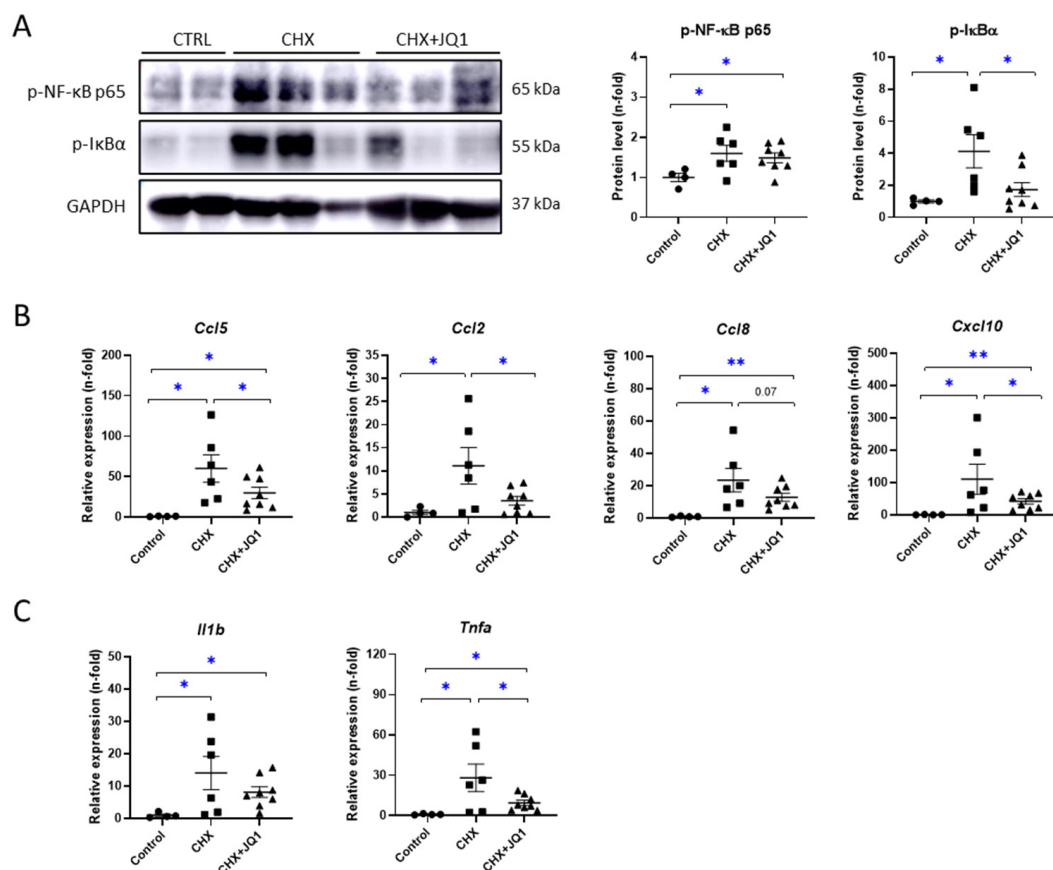 A
CTRL CHX CHX+JQ1
p-NF-κB p65 65 kDa
p-IκBα 55 kDa
GAPDH 37 kDa
p-NF-κB p65
Protein level (n-fold)
4
3
2
1
0
*
*
Control CHX CHX+JQ1
p-IκBα
Protein level (n-fold)
10
8
6
4
2
0
* *
Control CHX CHX+JQ1
B
Ccl5
Relative expression (n-fold)
200
150
100
50
0
*
* *
Control CHX CHX+JQ1
Ccl2
Relative expression (n-fold)
35
30
25
20
15
10
5
0
* *
Control CHX CHX+JQ1
Ccl8
Relative expression (n-fold)
100
80
60
40
20
0
**
* 0.07
Control CHX CHX+JQ1
Cxcl10
Relative expression (n-fold)
500
400
300
200
100
0
**
* *
Control CHX CHX+JQ1
C
Il1b
Relative expression (n-fold)
50
40
30
20
10
0
*
*
Control CHX CHX+JQ1
Tnfa
Relative expression (n-fold)
120
90
60
30
0
*
* *
Control CHX CHX+JQ1